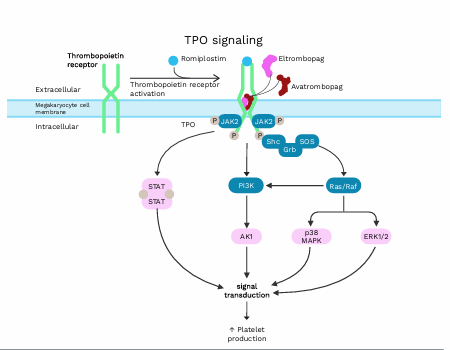 TPO signaling
Thrombopoietin
receptor
Romiplostim
Eltrombopag
Thrombopoietin receptor
activation
Avatrombopag
Extracellular
Megakaryocyte cell
membrane
Intracellular
TPO
P
JAK2
JAK2
P
P
P
Shc
SOS
Grb
STAT
STAT
PI3K
Ras/Raf
AK1
p38
MAPK
ERK1/2
signal
transduction
↑ Platelet
production